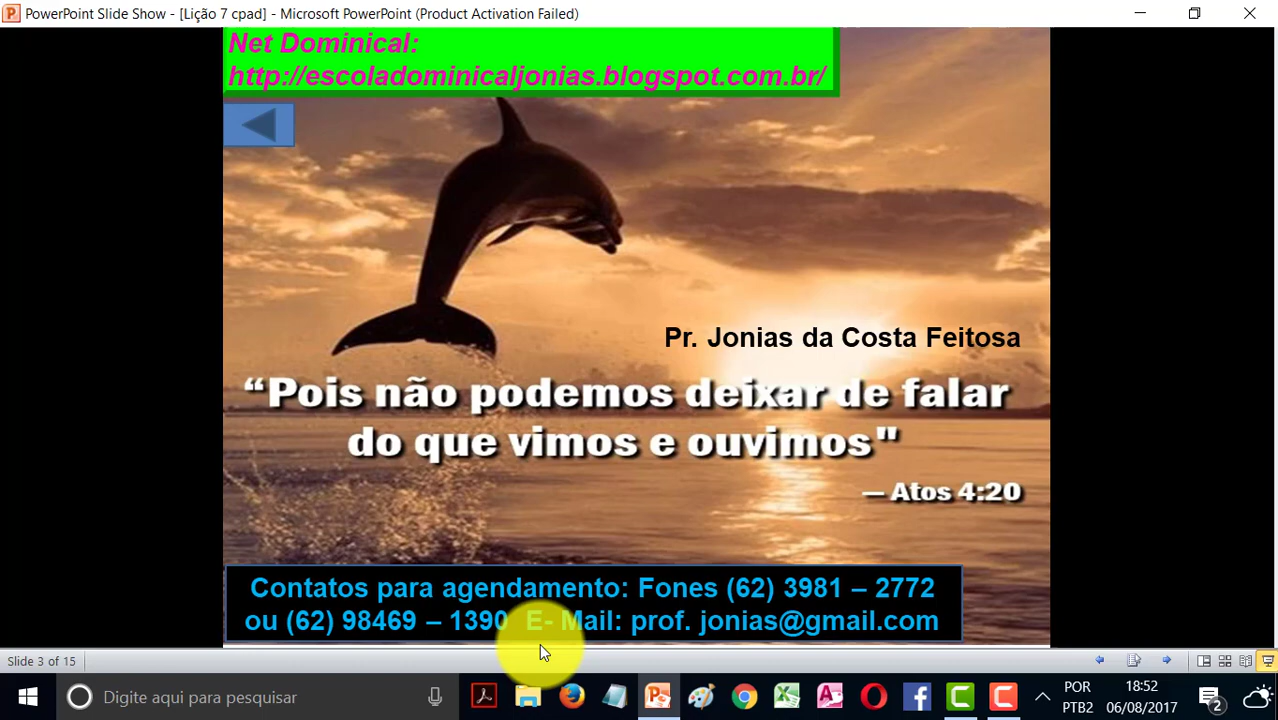 PowerPoint Slide Show - [Lição 7 cpad] - Microsoft PowerPoint (Product Activation Failed)
Net Dominical:
http://escoladominicaljonias.blogspot.com.br/
Pr. Jonias da Costa Feitosa
“Pois não podemos deixar de falar
do que vimos e ouvimos"
— Atos 4:20
Contatos para agendamento: Fones (62) 3981 – 2772
ou (62) 98469 – 1390 E- Mail: prof. jonias@gmail.com
Slide 3 of 15
Digite aqui para pesquisar
POR
PTB2
18:52
06/08/2017
2